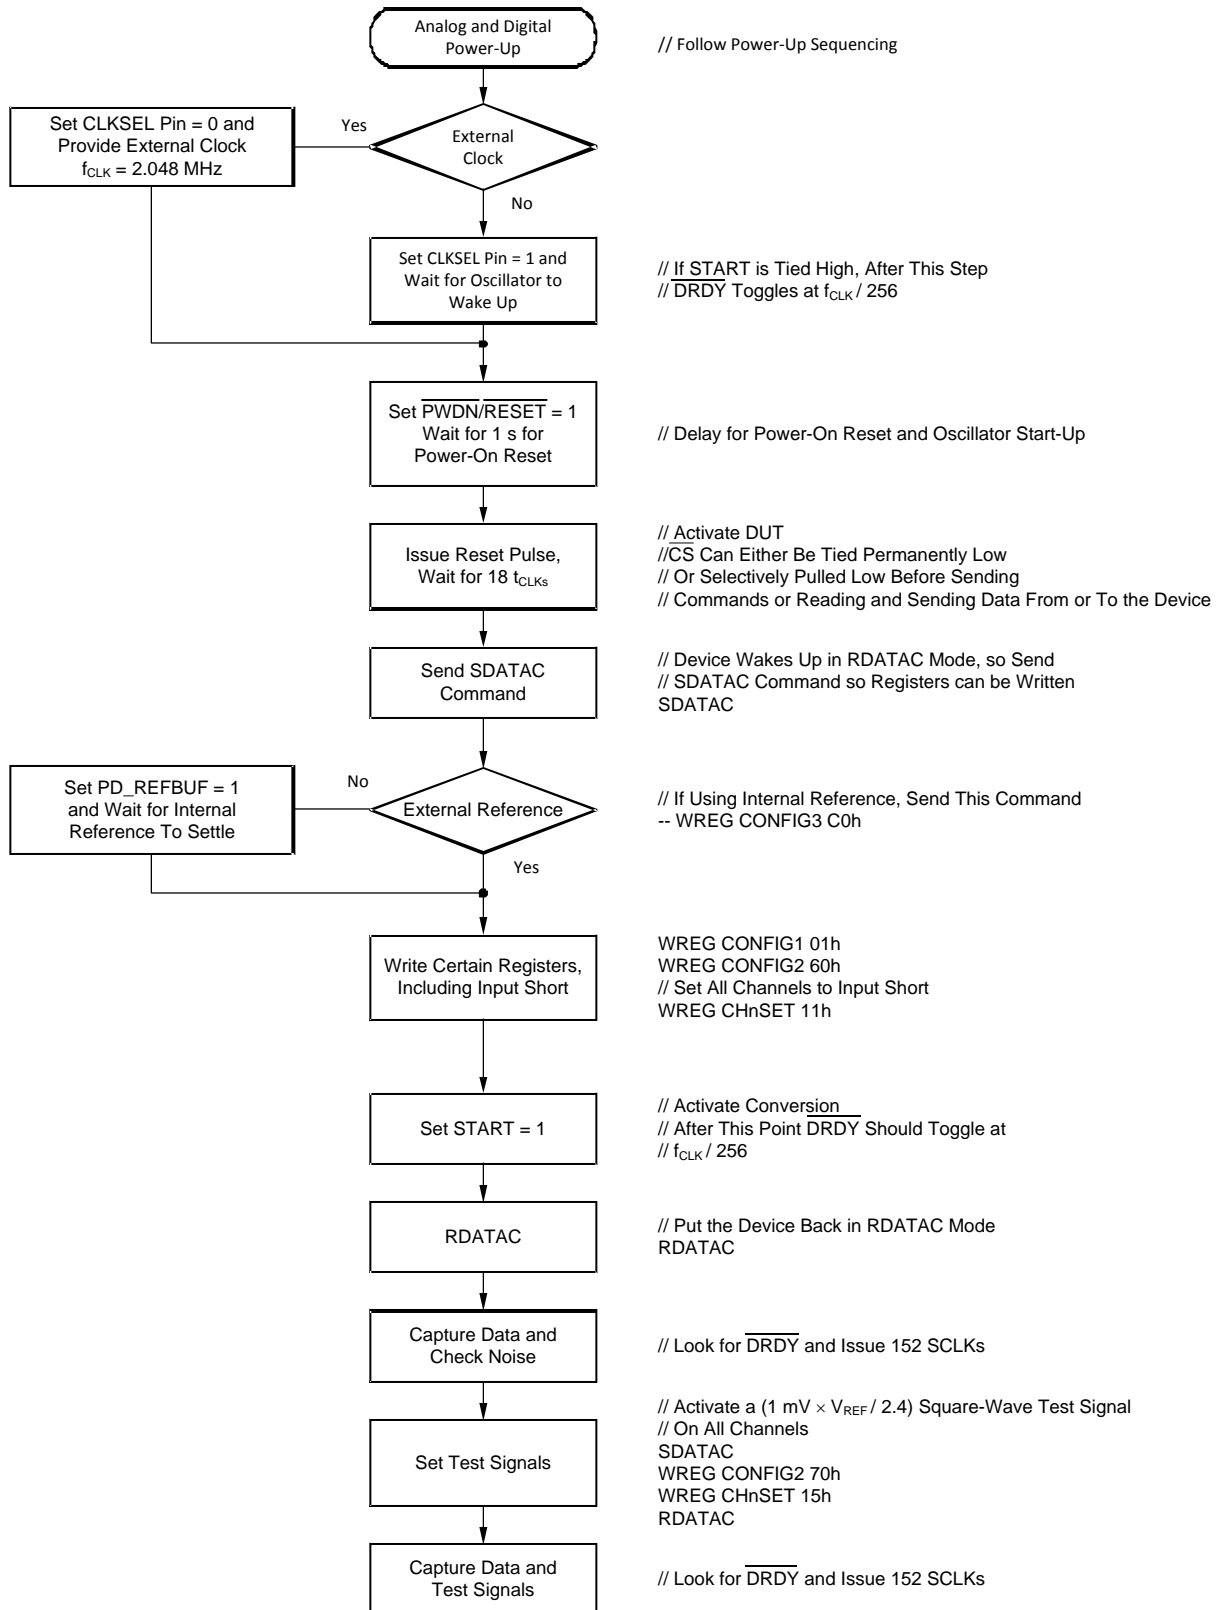 Analog and Digital
Power-Up
// Follow Power-Up Sequencing
Set CLKSEL Pin = 0 and
Provide External Clock
fCLK = 2.048 MHz
Yes
External
Clock
No
Set CLKSEL Pin = 1 and
Wait for Oscillator to
Wake Up
// If START is Tied High, After This Step
// DRDY Toggles at fCLK / 256
Set PWDN/RESET = 1
Wait for 1 s for
Power-On Reset
// Delay for Power-On Reset and Oscillator Start-Up
Issue Reset Pulse,
Wait for 18 tCLKs
// Activate DUT
//CS Can Either Be Tied Permanently Low
// Or Selectively Pulled Low Before Sending
// Commands or Reading and Sending Data From or To the Device
Send SDATAC
Command
// Device Wakes Up in RDATAC Mode, so Send
// SDATAC Command so Registers can be Written
SDATAC
Set PD_REFBUF = 1
and Wait for Internal
Reference To Settle
No
External Reference
Yes
// If Using Internal Reference, Send This Command
-- WREG CONFIG3 C0h
Write Certain Registers,
Including Input Short
WREG CONFIG1 01h
WREG CONFIG2 60h
// Set All Channels to Input Short
WREG CHnSET 11h
Set START = 1
// Activate Conversion
// After This Point DRDY Should Toggle at
// fCLK / 256
RDATAC
// Put the Device Back in RDATAC Mode
RDATAC
Capture Data and
Check Noise
// Look for DRDY and Issue 152 SCLKs
Set Test Signals
// Activate a (1 mV × VREF / 2.4) Square-Wave Test Signal
// On All Channels
SDATAC
WREG CONFIG2 70h
WREG CHnSET 15h
RDATAC
Capture Data and
Test Signals
// Look for DRDY and Issue 152 SCLKs